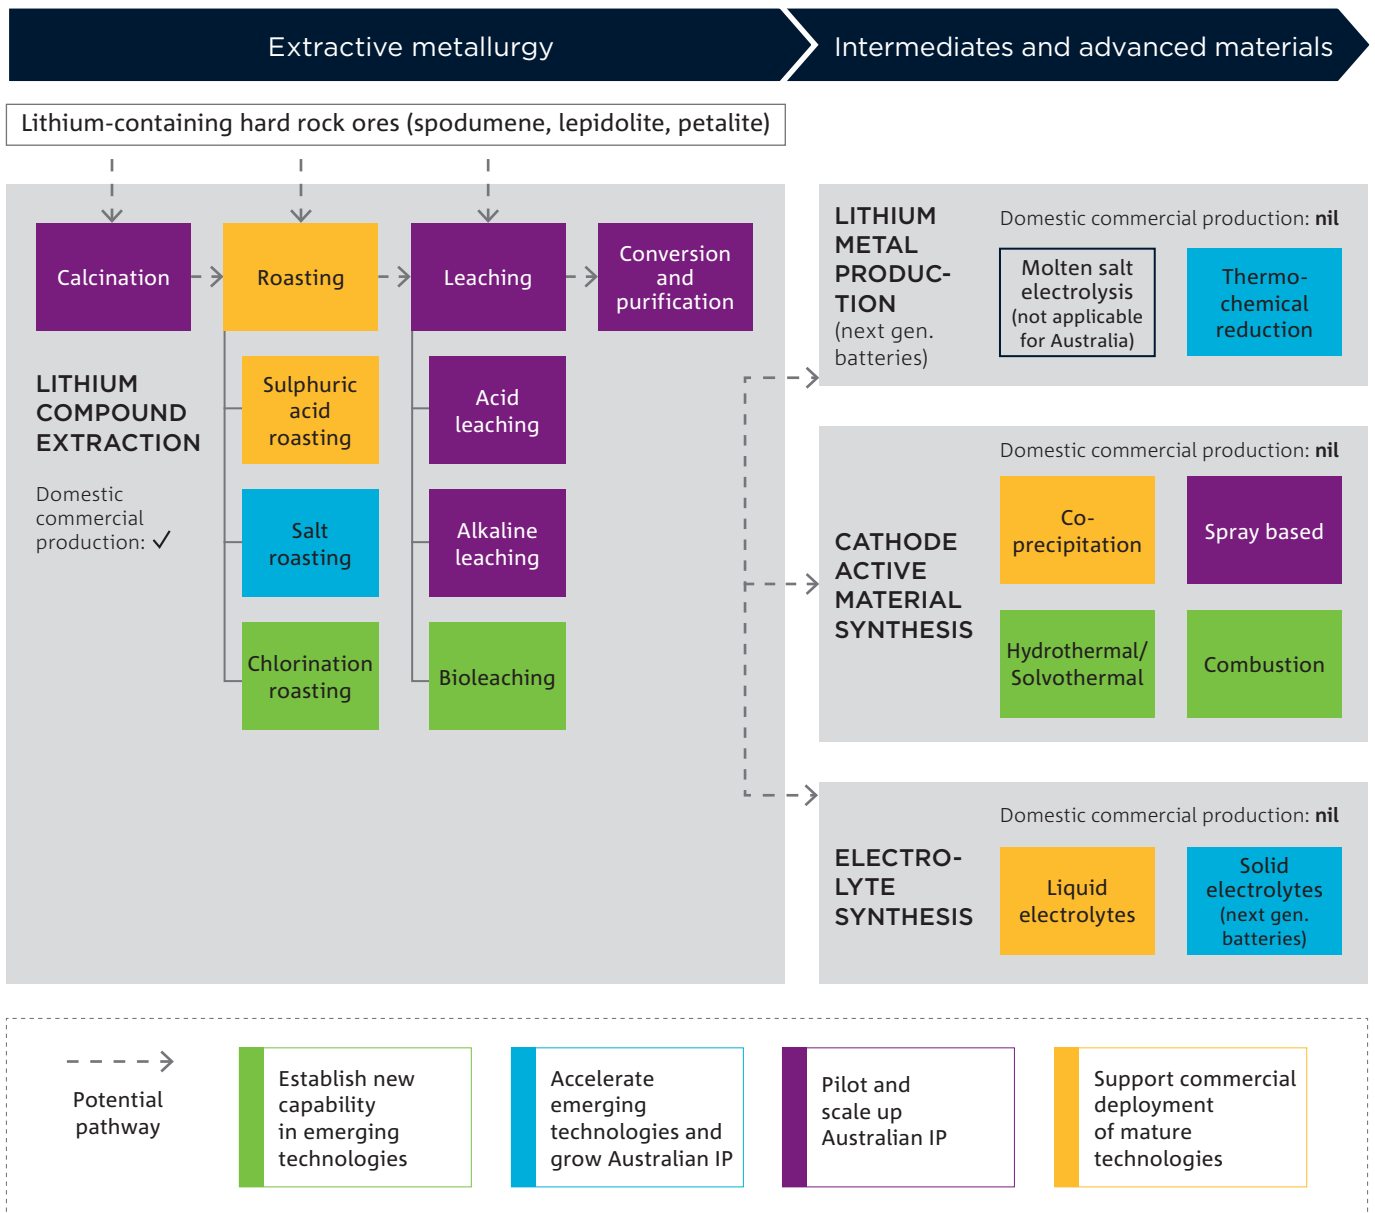 Extractive metallurgy
Intermediates and advanced materials
Lithium-containing hard rock ores (spodumene, lepidolite, petalite)
Calcination
Roasting
Leaching
Conversion
and
purification
LITHIUM
COMPOUND
EXTRACTION
Domestic
commercial
production: ✓
Sulphuric
acid
roasting
Salt
roasting
Chlorination
roasting
Acid
leaching
Alkaline
leaching
Bioleaching
LITHIUM
METAL
PRODUC-
TION
(next gen.
batteries)
Domestic commercial production: nil
Molten salt
electrolysis
(not applicable
for Australia)
Thermo-
chemical
reduction
CATHODE
ACTIVE
MATERIAL
SYNTHESIS
Domestic commercial production: nil
Co-
precipitation
Spray based
Hydrothermal/
Solvothermal
Combustion
ELECTRO-
LYTE
SYNTHESIS
Domestic commercial production: nil
Liquid
electrolytes
Solid
electrolytes
(next gen.
batteries)
Potential
pathway
Establish new
capability
in emerging
technologies
Accelerate
emerging
technologies and
grow Australian IP
Pilot and
scale up
Australian IP
Support commercial
deployment
of mature
technologies